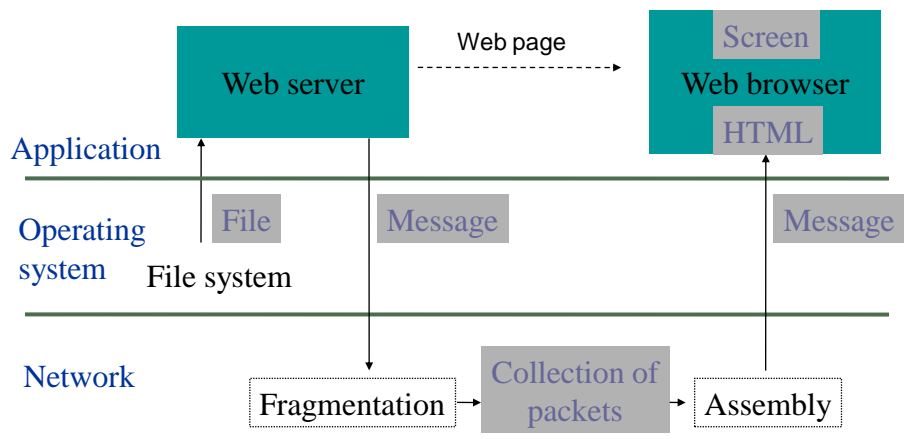 Screen
Web page
Web server
Web browser
HTML
Application
File
Message
Message
Operating
system
File system
Network
Collection of
packets
Fragmentation
Assembly